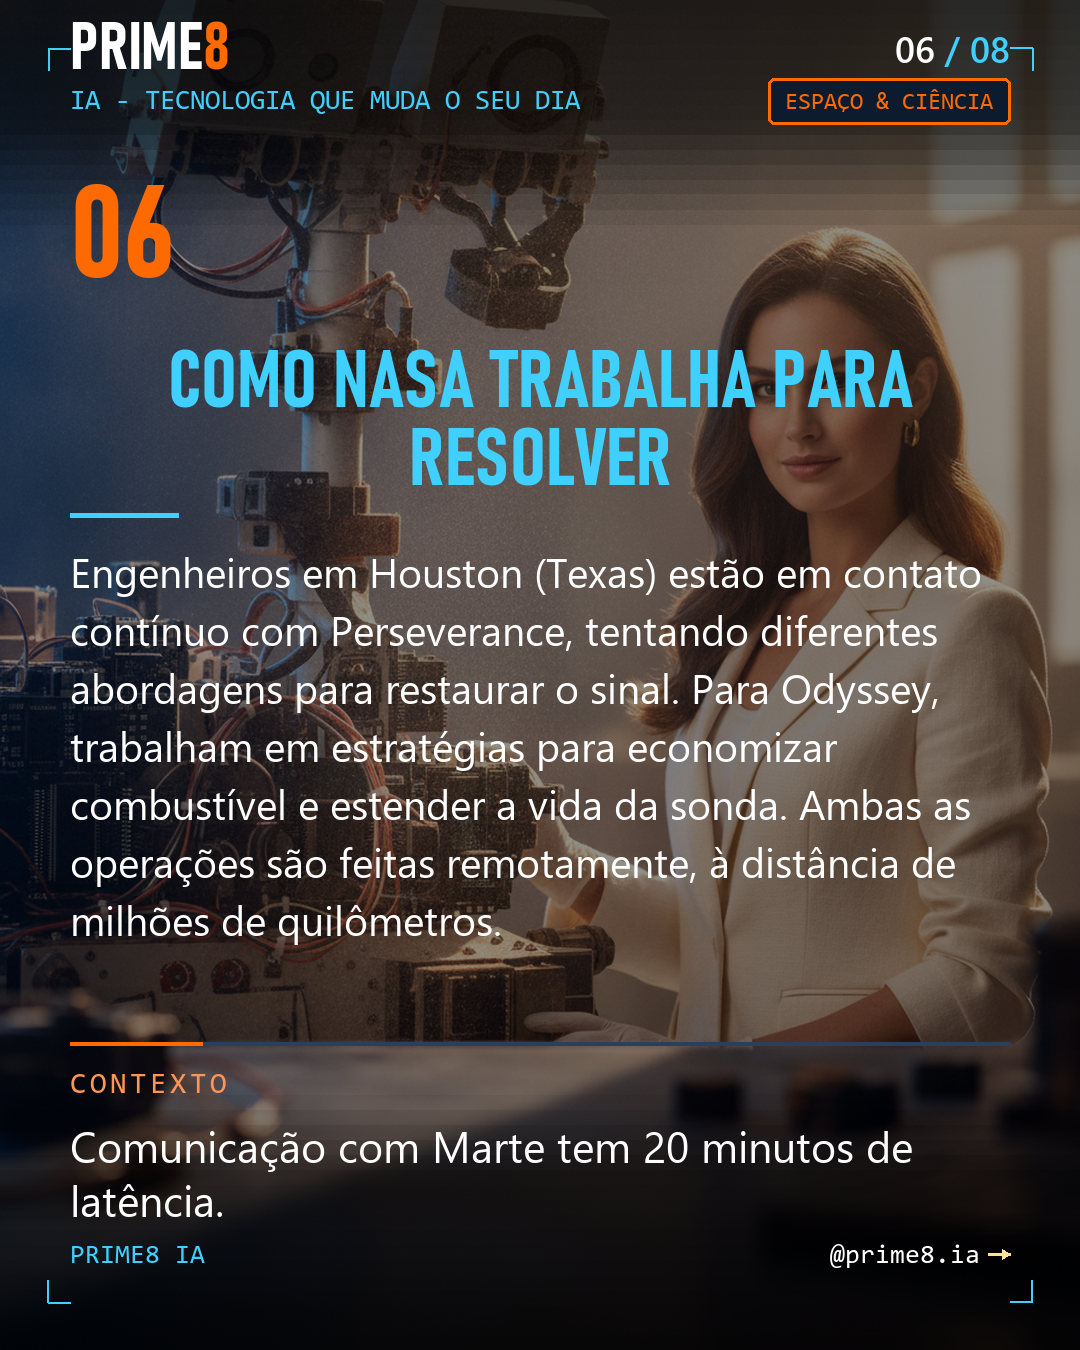 PRIME8
06 / 08
IA - TECNOLOGIA QUE MUDA O SEU DIA
ESPAÇO & CIÊNCIA
06
COMO NASA TRABALHA PARA
RESOLVER
Engenheiros em Houston (Texas) estão em contato
contínuo com Perseverance, tentando diferentes
abordagens para restaurar o sinal. Para Odyssey,
trabalham em estratégias para economizar
combustível e estender a vida da sonda. Ambas as
operações são feitas remotamente, à distância de
milhões de quilômetros.
CONTEXTO
Comunicação com Marte tem 20 minutos de
latência.
PRIME8 IA
@prime8.ia